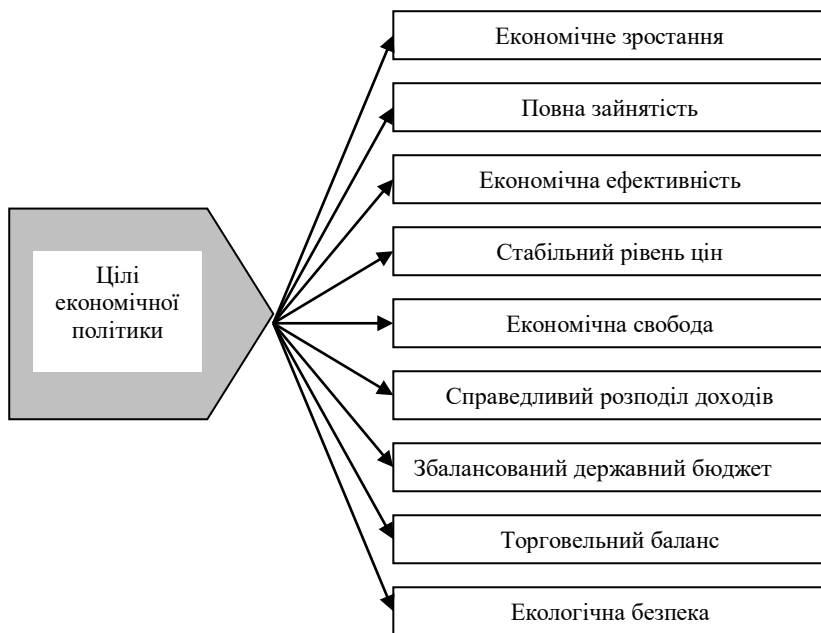 Економічне зростання
Повна зайнятість
Економічна ефективність
Стабільний рівень цін
Цілі
економічної
політики
Економічна свобода
Справедливий розподіл доходів
Збалансований державний бюджет
Торговельний баланс
Екологічна безпека